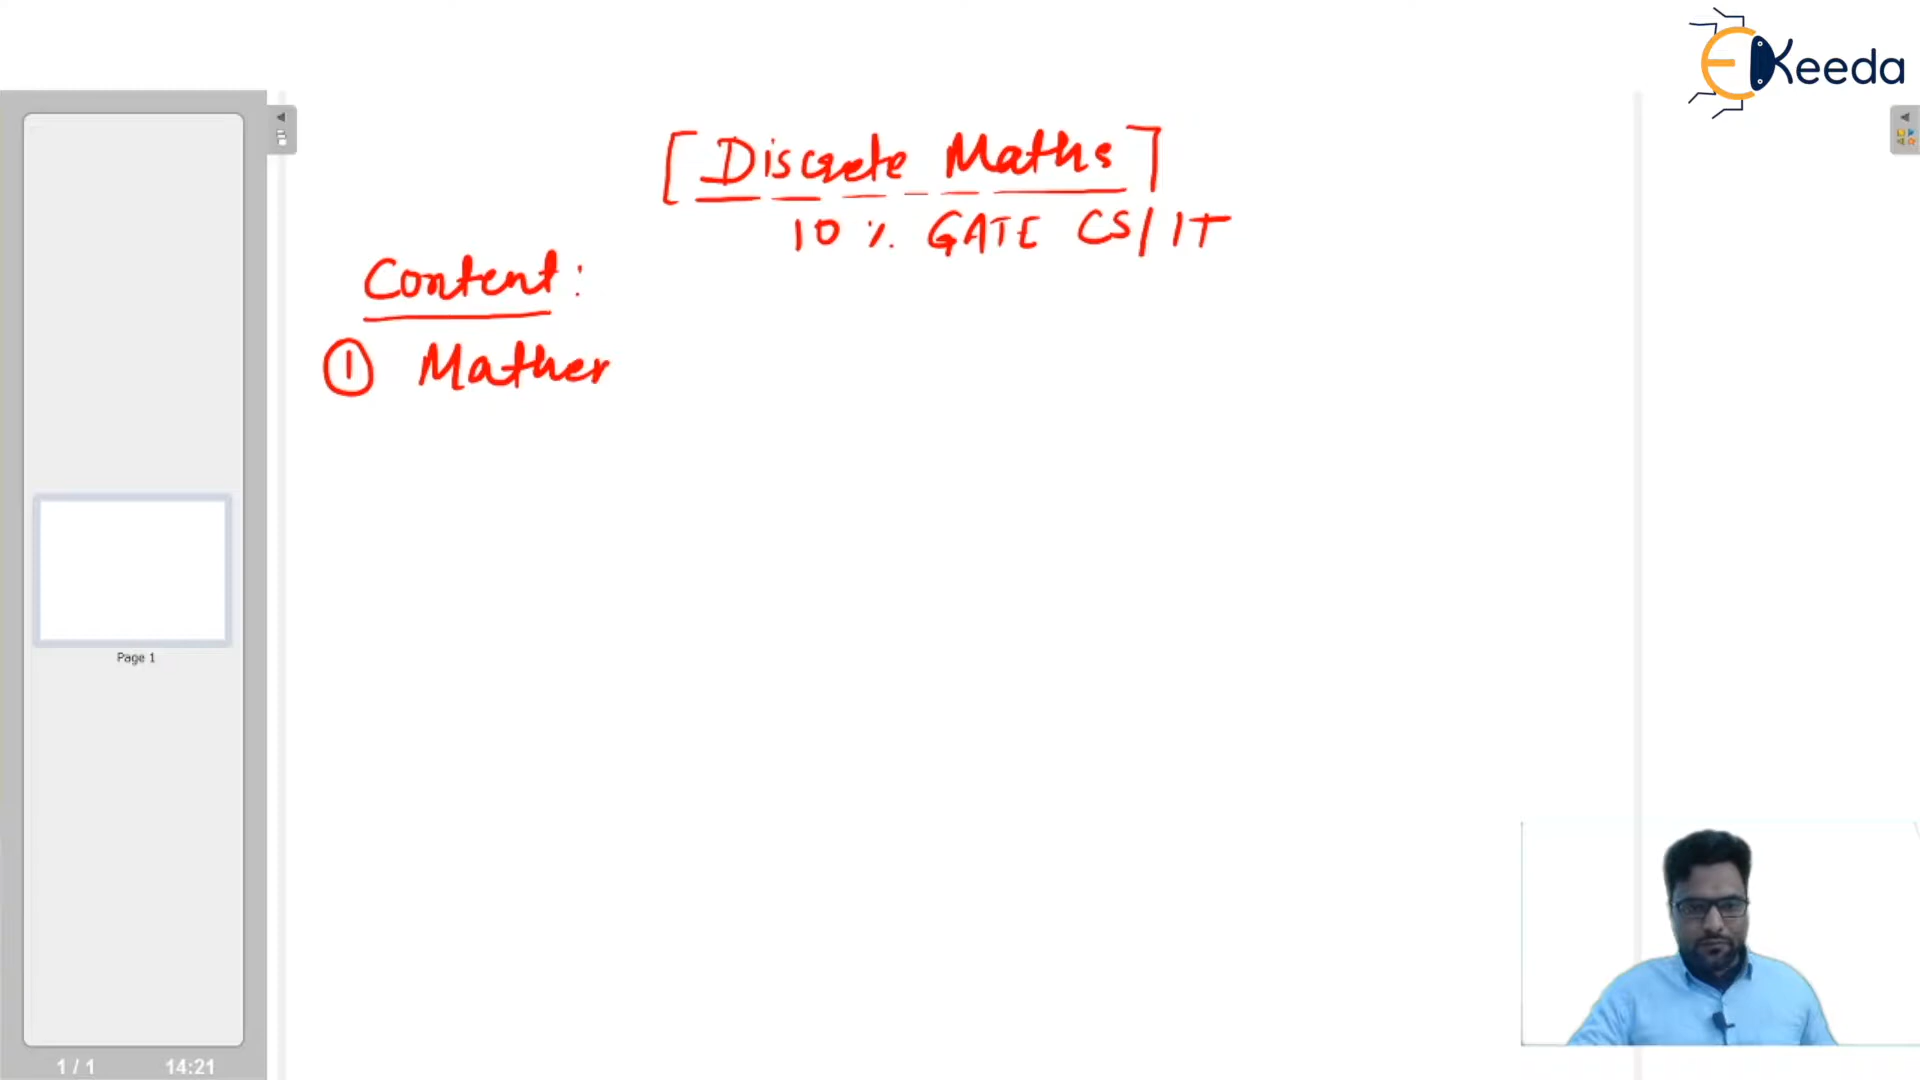 EKeeda
[Discrete Maths]
10 % GATE CS/IT
Content:
① Mather
Page 1
1 / 1 14:21